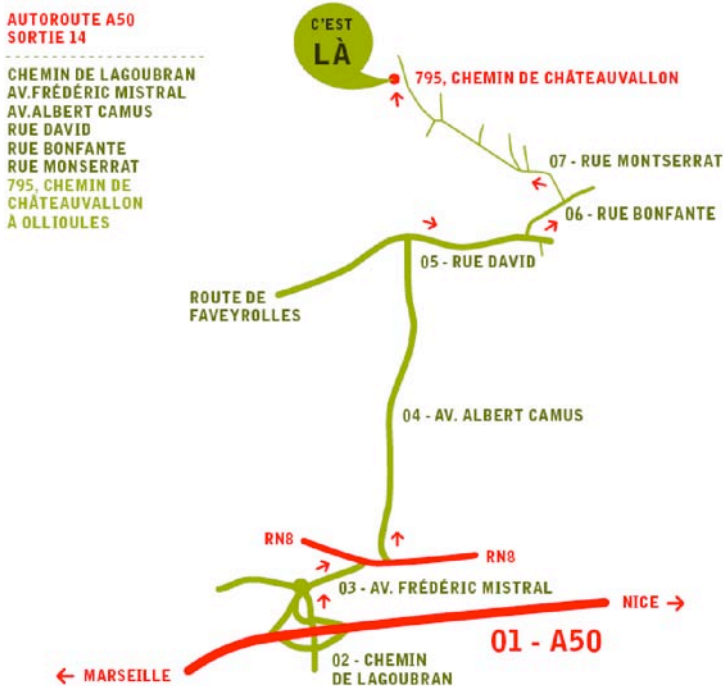 AUTOROUTE A50
SORTIE 14
CHEMIN DE LAGOUBRAN
AV.FRÉDÉRIC MISTRAL
AV.ALBERT CAMUS
RUE DAVID
RUE BONFANTE
RUE MONSERRAT
795, CHEMIN DE
CHÂTEAUVALLON
À OLLIOULES
C'EST
LÀ
795, CHEMIN DE CHÂTEAUVALLON
07 - RUE MONTSERRAT
06 - RUE BONFANTE
05 - RUE DAVID
ROUTE DE
FAVEYROLLES
04 - AV. ALBERT CAMUS
RN8
RN8
03 - AV. FRÉDÉRIC MISTRAL
NICE →
01 - A50
02 - CHEMIN
DE LAGOUBRAN
← MARSEILLE